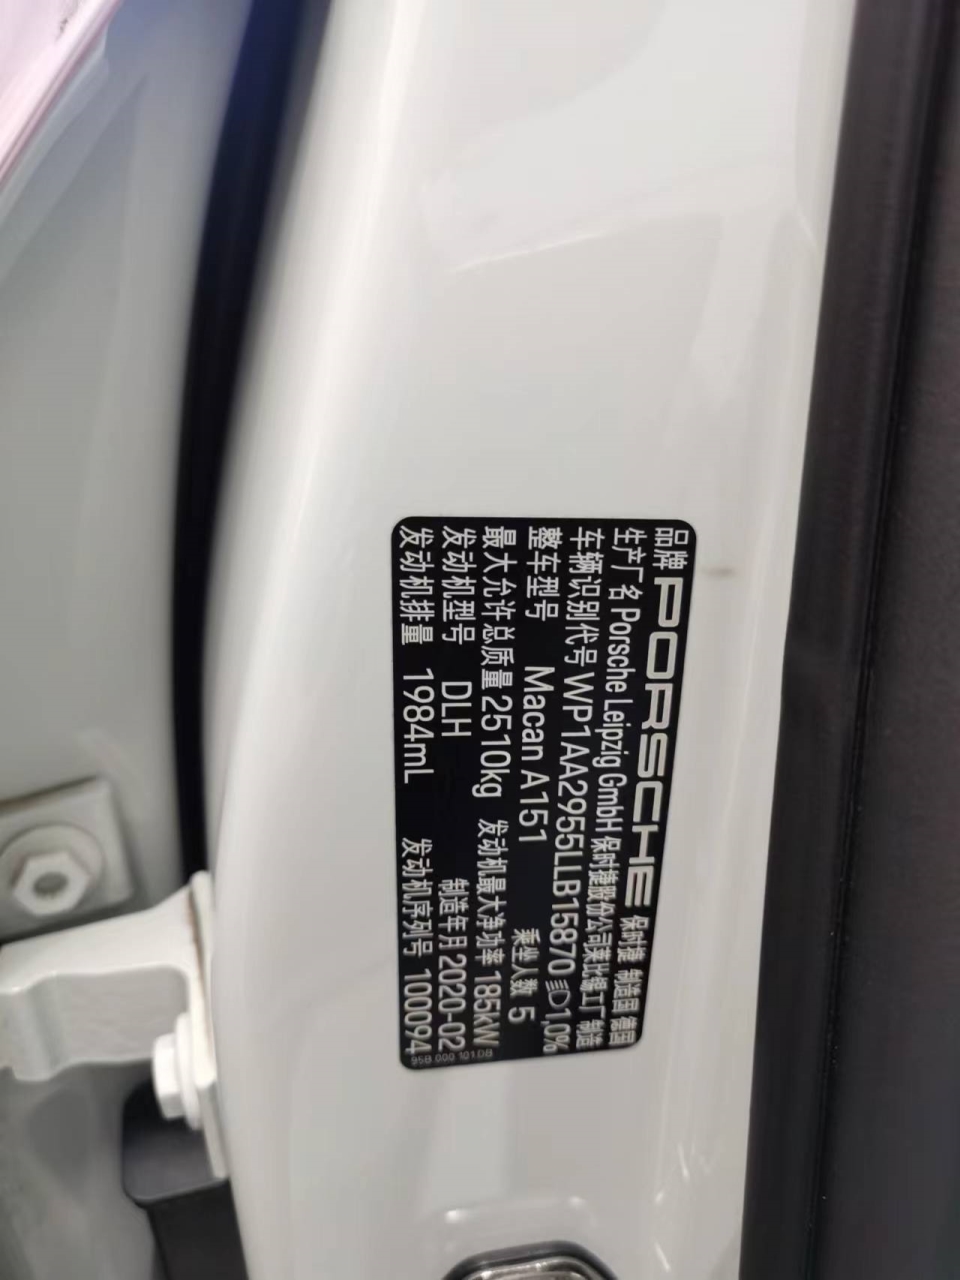 品牌 PORSCHE 保时捷 制造国 德国
生产厂名 Porsche Leipzig GmbH 保时捷股份公司莱比锡工厂 制造
车辆识别代号 WP1AA2955LLB15870 1,0%
整车型号 Macan A151 乘坐人数 5
最大允许总质量 2510kg 发动机最大净功率 185kW
发动机型号 DLH 制造年月 2020-02
发动机排量 1984mL 发动机序列号 100094
95B 000 101 DB